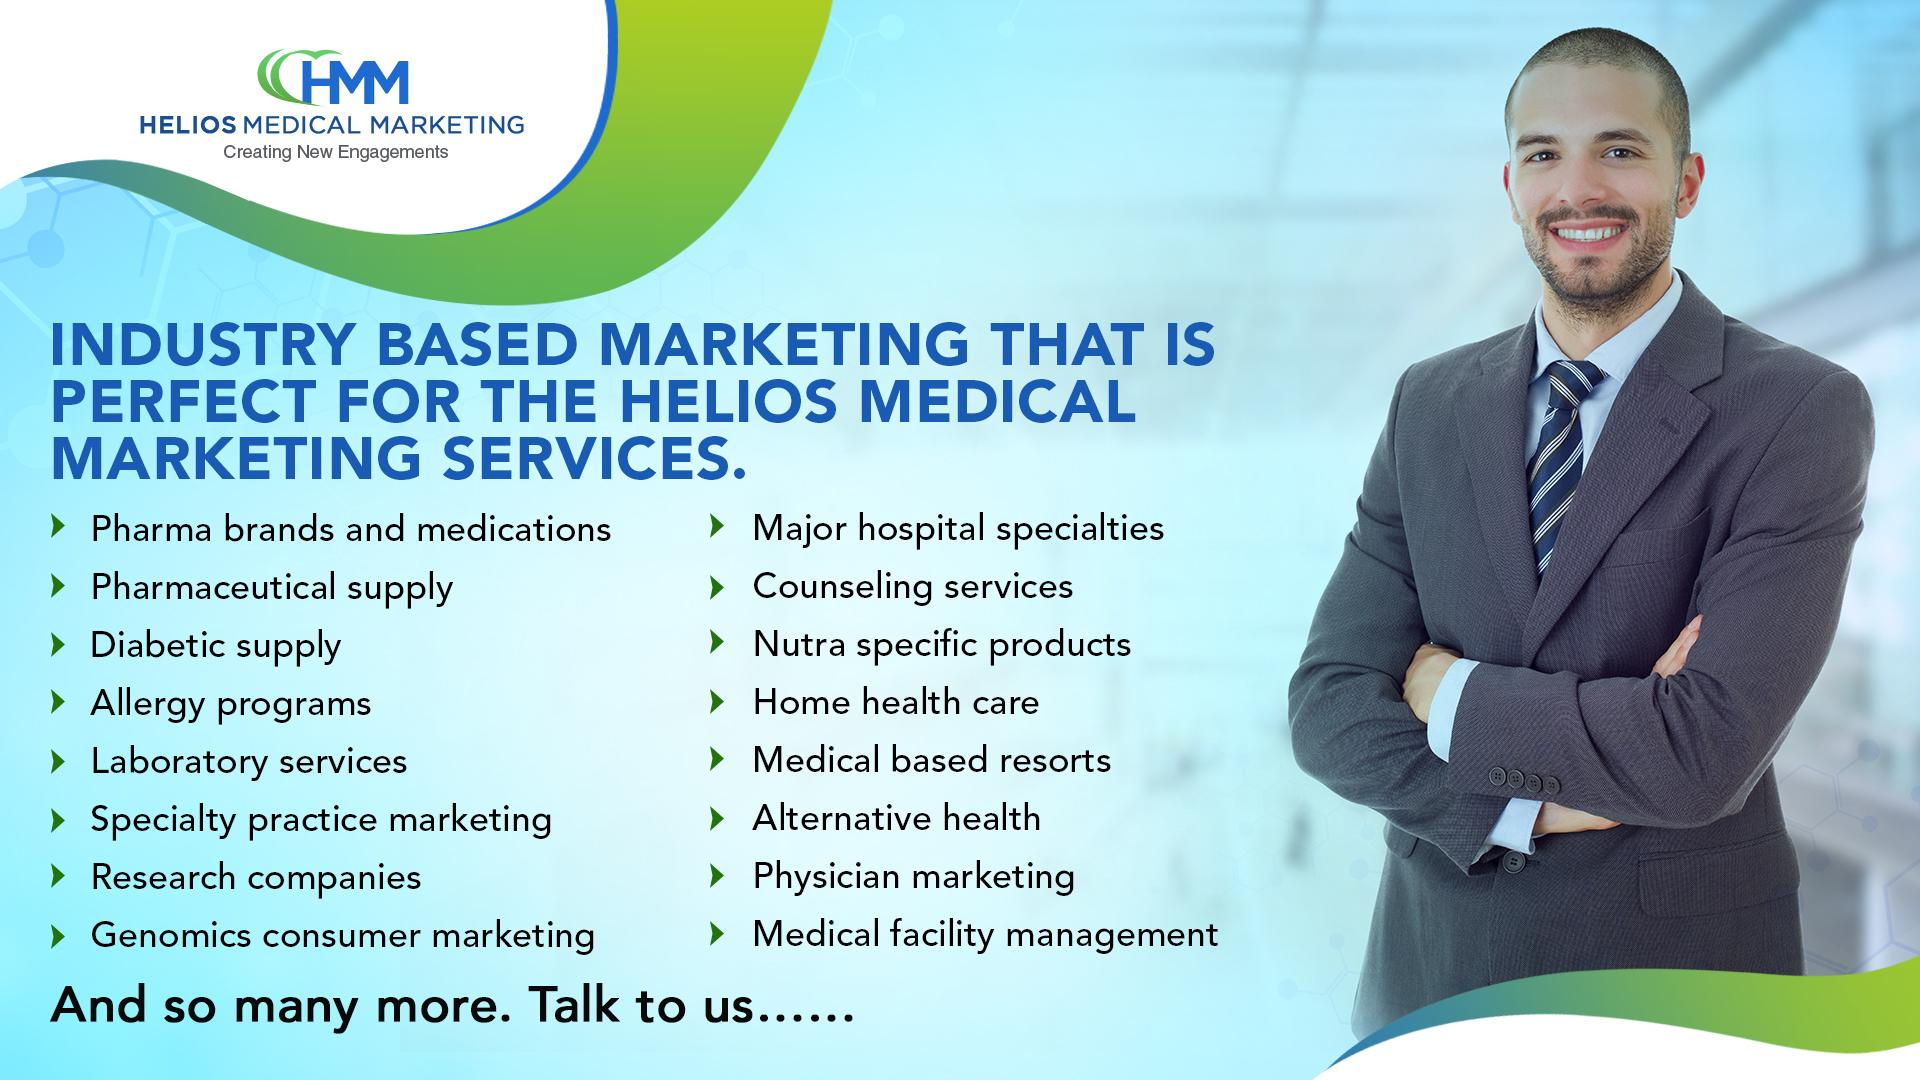 HMM
HELIOS MEDICAL MARKETING
Creating New Engagements
INDUSTRY BASED MARKETING THAT IS
PERFECT FOR THE HELIOS MEDICAL
MARKETING SERVICES.
Pharma brands and medications
Pharmaceutical supply
Diabetic supply
Allergy programs
Laboratory services
Specialty practice marketing
Research companies
Genomics consumer marketing
Major hospital specialties
Counseling services
Nutra specific products
Home health care
Medical based resorts
Alternative health
Physician marketing
Medical facility management
And so many more. Talk to us......